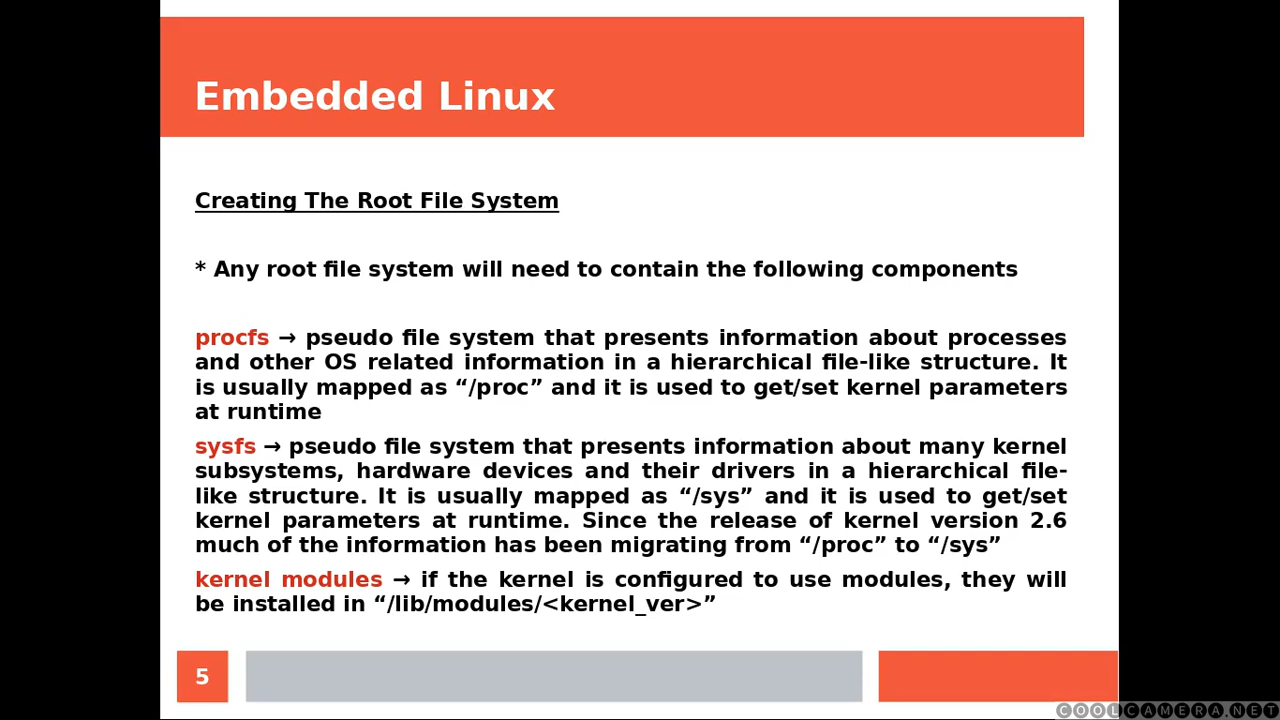 Embedded Linux
Creating The Root File System
* Any root file system will need to contain the following components
procfs → pseudo file system that presents information about processes
and other OS related information in a hierarchical file-like structure. It
is usually mapped as “/proc” and it is used to get/set kernel parameters
at runtime
sysfs → pseudo file system that presents information about many kernel
subsystems, hardware devices and their drivers in a hierarchical file-
like structure. It is usually mapped as “/sys” and it is used to get/set
kernel parameters at runtime. Since the release of kernel version 2.6
much of the information has been migrating from “/proc” to “/sys”
kernel modules → if the kernel is configured to use modules, they will
be installed in “/lib/modules/<kernel_ver>”
5
COOLCAMERA.NET